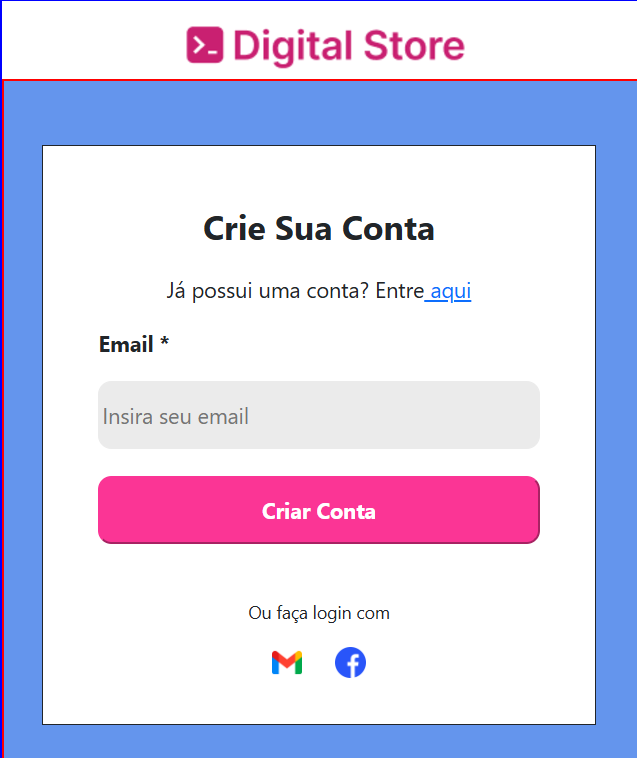 Digital Store
Crie Sua Conta
Já possui uma conta? Entre aqui
Email *
Insira seu email
Criar Conta
Ou faça login com